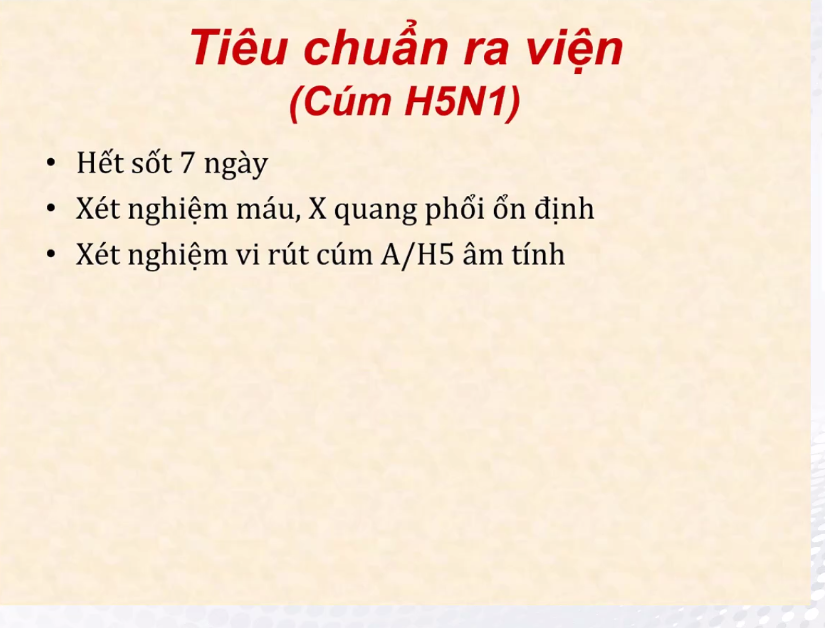 Tiêu chuẩn ra viện
(Cúm H5N1)
• Hết sốt 7 ngày
• Xét nghiệm máu, X quang phổi ổn định
• Xét nghiệm vi rút cúm A/H5 âm tính